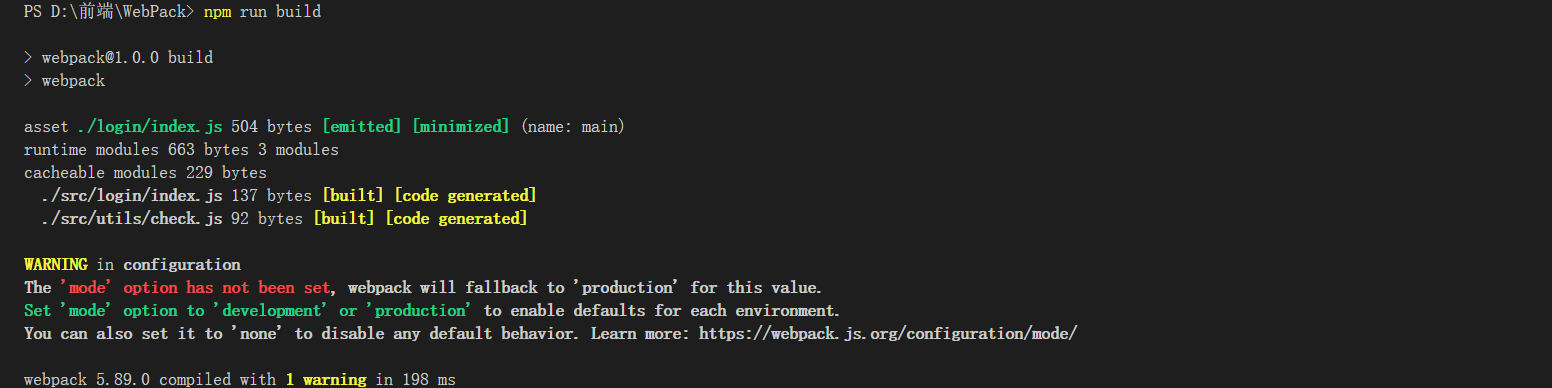 PS D:\前端\WebPack> npm run build
> webpack@1.0.0 build
> webpack
asset ./login/index.js 504 bytes [emitted] [minimized] (name: main)
runtime modules 663 bytes 3 modules
cacheable modules 229 bytes
./src/login/index.js 137 bytes [built] [code generated]
./src/utils/check.js 92 bytes [built] [code generated]
WARNING in configuration
The 'mode' option has not been set, webpack will fallback to 'production' for this value.
Set 'mode' option to 'development' or 'production' to enable defaults for each environment.
You can also set it to 'none' to disable any default behavior. Learn more: https://webpack.js.org/configuration/mode/
webpack 5.89.0 compiled with 1 warning in 198 ms